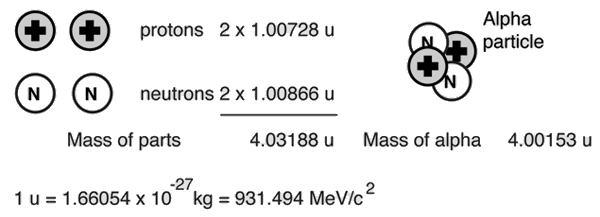 protons 2 x 1.00728 u
Alpha
particle
N
N
N N neutrons 2 x 1.00866 u
Mass of parts 4.03188 u Mass of alpha 4.00153 u
1 u = 1.66054 x 10^-27 kg = 931.494 MeV/c^2